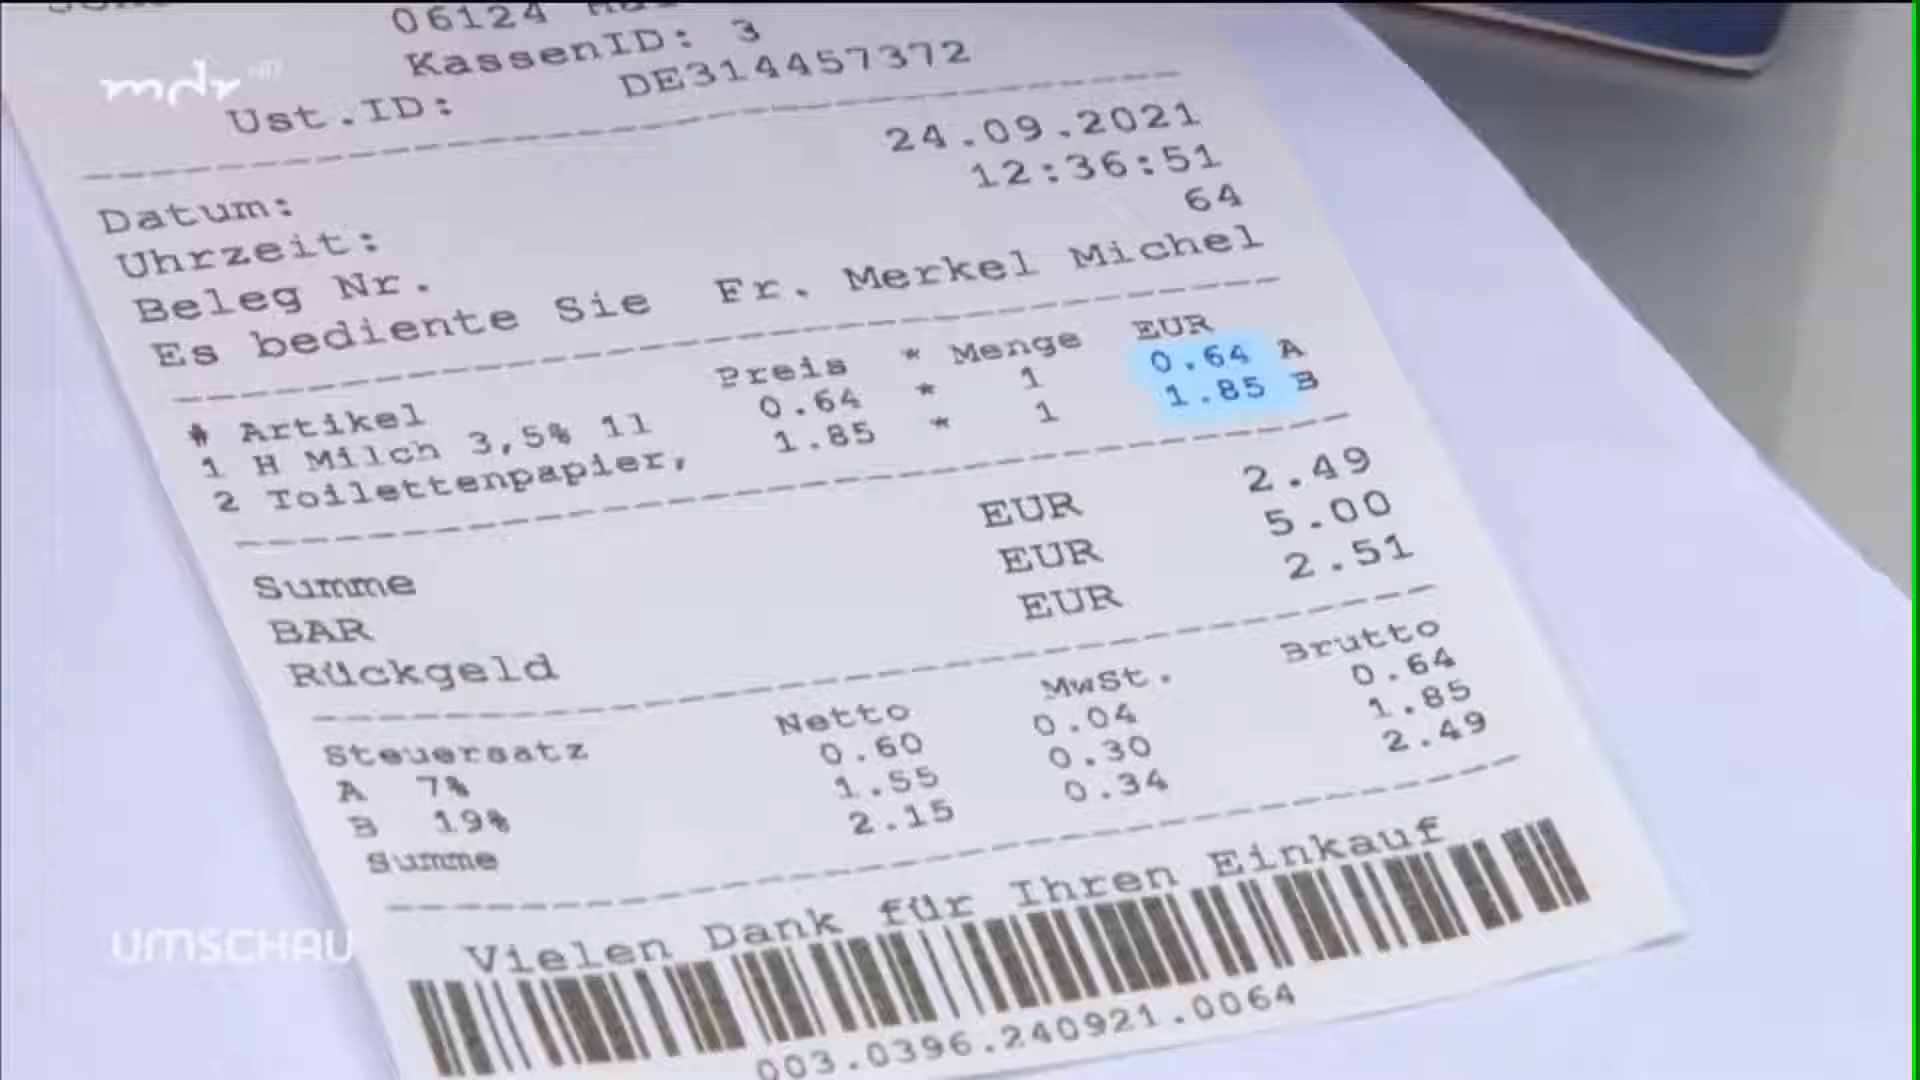 06124
KassenID: 3
mdr HD
Ust.ID: DE314457372
Datum: 24.09.2021
Uhrzeit: 12:36:51
Beleg Nr. 64
Es bediente Sie Fr. Merkel Michel
# Artikel Preis * Menge EUR
1 H Milch 3,5% 1l 0.64 * 1 0.64 A
2 Toilettenpapier, 1.85 * 1 1.85 B
Summe EUR 2.49
BAR EUR 5.00
Rückgeld EUR 2.51
Steuersatz Netto MwSt. Brutto
A 7% 0.60 0.04 0.64
B 19% 1.55 0.30 1.85
Summe 2.15 0.34 2.49
Vielen Dank für Ihren Einkauf
003.0396.240921.0064
UMSCHAU